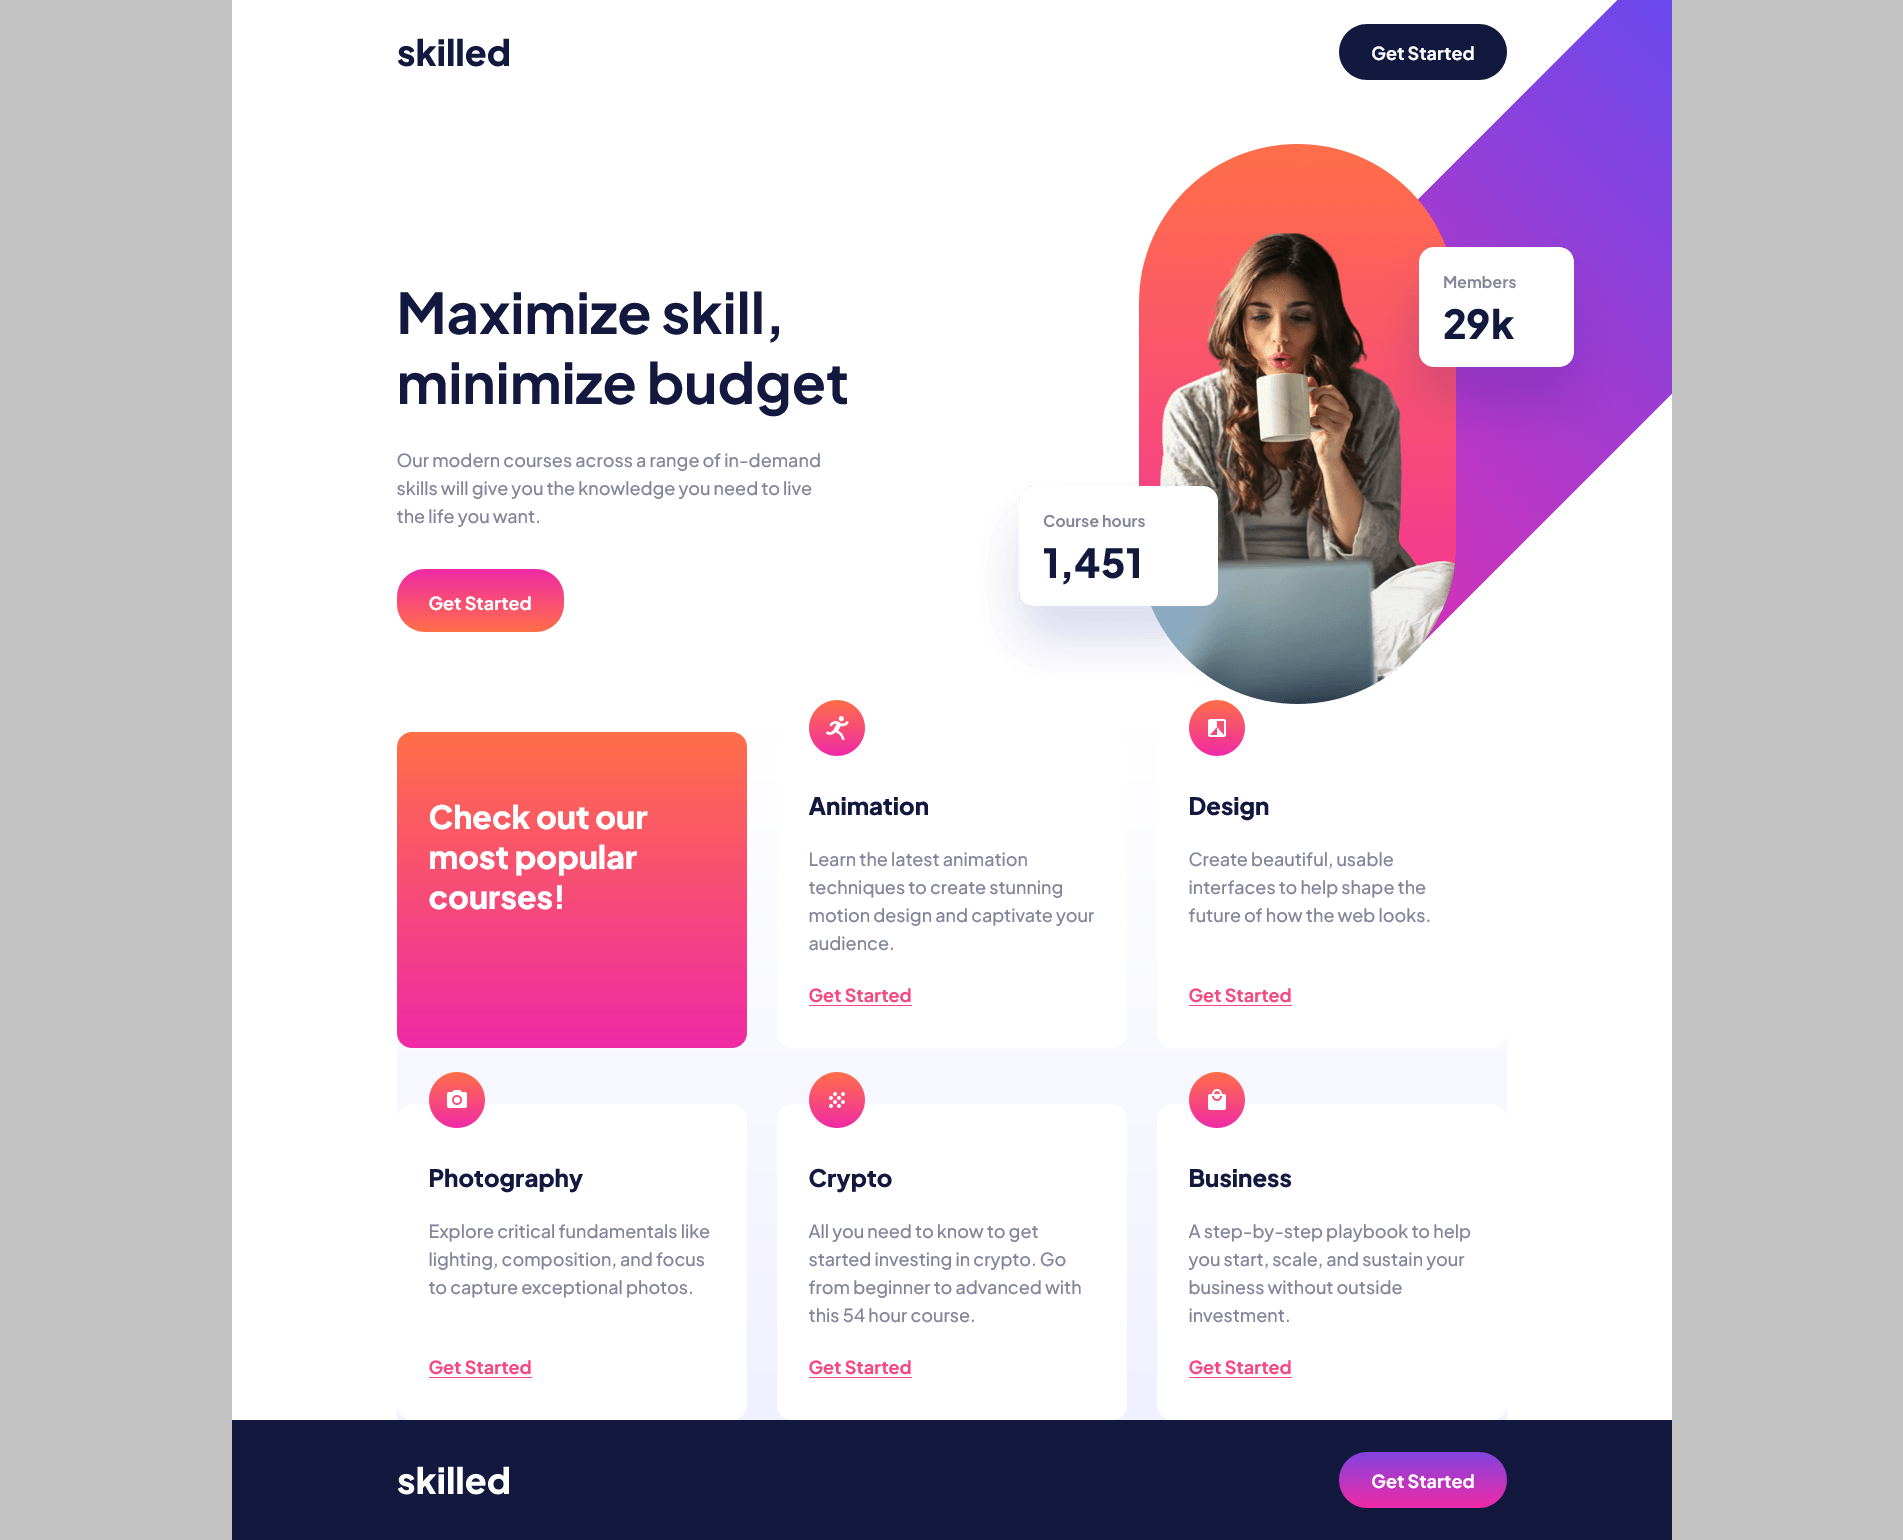 skilled
Get Started
Maximize skill,
minimize budget
Our modern courses across a range of in-demand
skills will give you the knowledge you need to live
the life you want.
Get Started
Members
29k
Course hours
1,451
Check out our
most popular
courses!
Animation
Learn the latest animation
techniques to create stunning
motion design and captivate your
audience.
Get Started
Design
Create beautiful, usable
interfaces to help shape the
future of how the web looks.
Get Started
Photography
Explore critical fundamentals like
lighting, composition, and focus
to capture exceptional photos.
Get Started
Crypto
All you need to know to get
started investing in crypto. Go
from beginner to advanced with
this 54 hour course.
Get Started
Business
A step-by-step playbook to help
you start, scale, and sustain your
business without outside
investment.
Get Started
skilled
Get Started